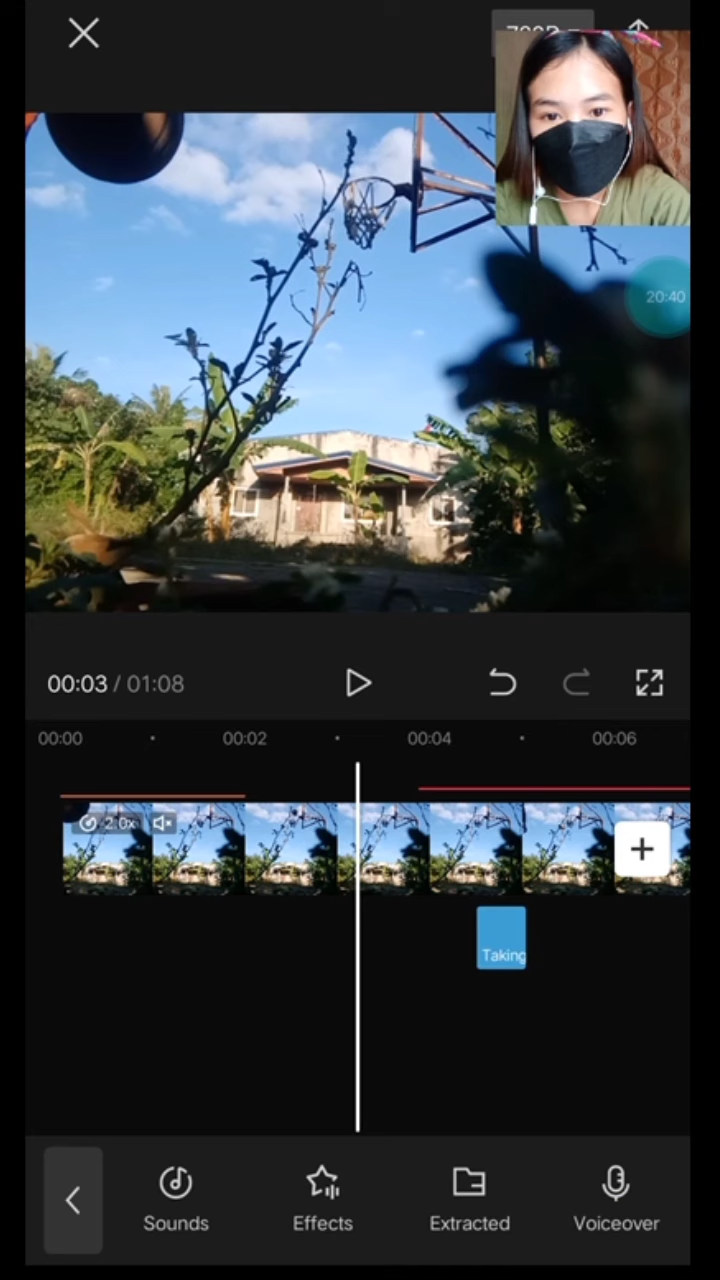 20:40
00:03 / 01:08
00:00 00:02 00:04 00:06
2.0x
Taking
Sounds Effects Extracted Voiceover